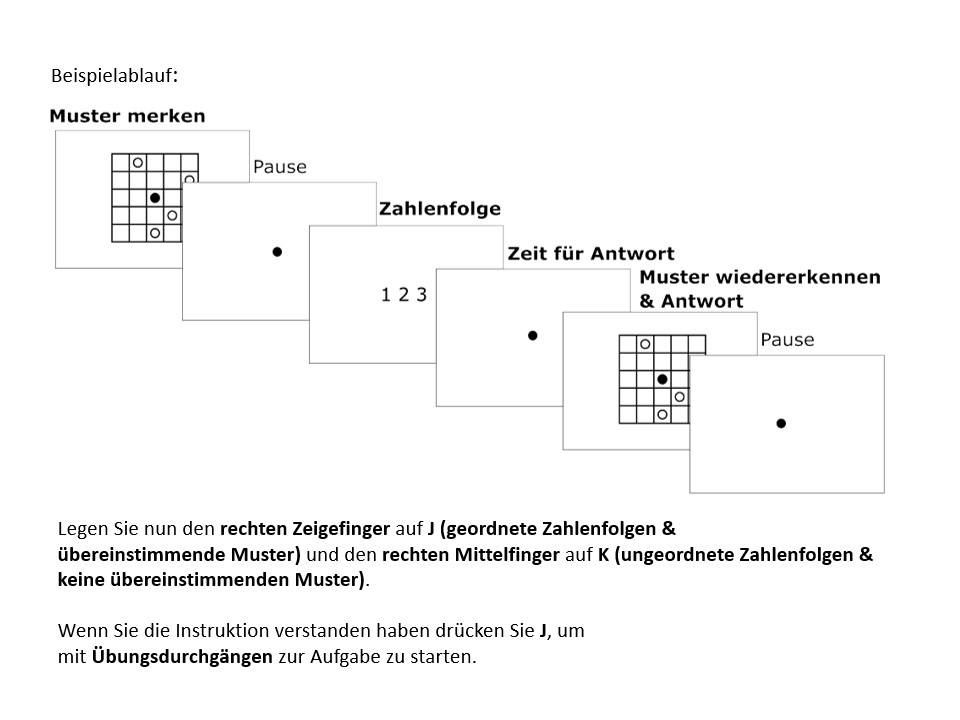 Beispielablauf:
Muster merken
Pause
Zahlenfolge
1 2 3
Zeit für Antwort
Muster wiedererkennen
& Antwort
Pause
Legen Sie nun den rechten Zeigefinger auf J (geordnete Zahlenfolgen &
übereinstimmende Muster) und den rechten Mittelfinger auf K (ungeordnete Zahlenfolgen &
keine übereinstimmenden Muster).
Wenn Sie die Instruktion verstanden haben drücken Sie J, um
mit Übungsdurchgängen zur Aufgabe zu starten.